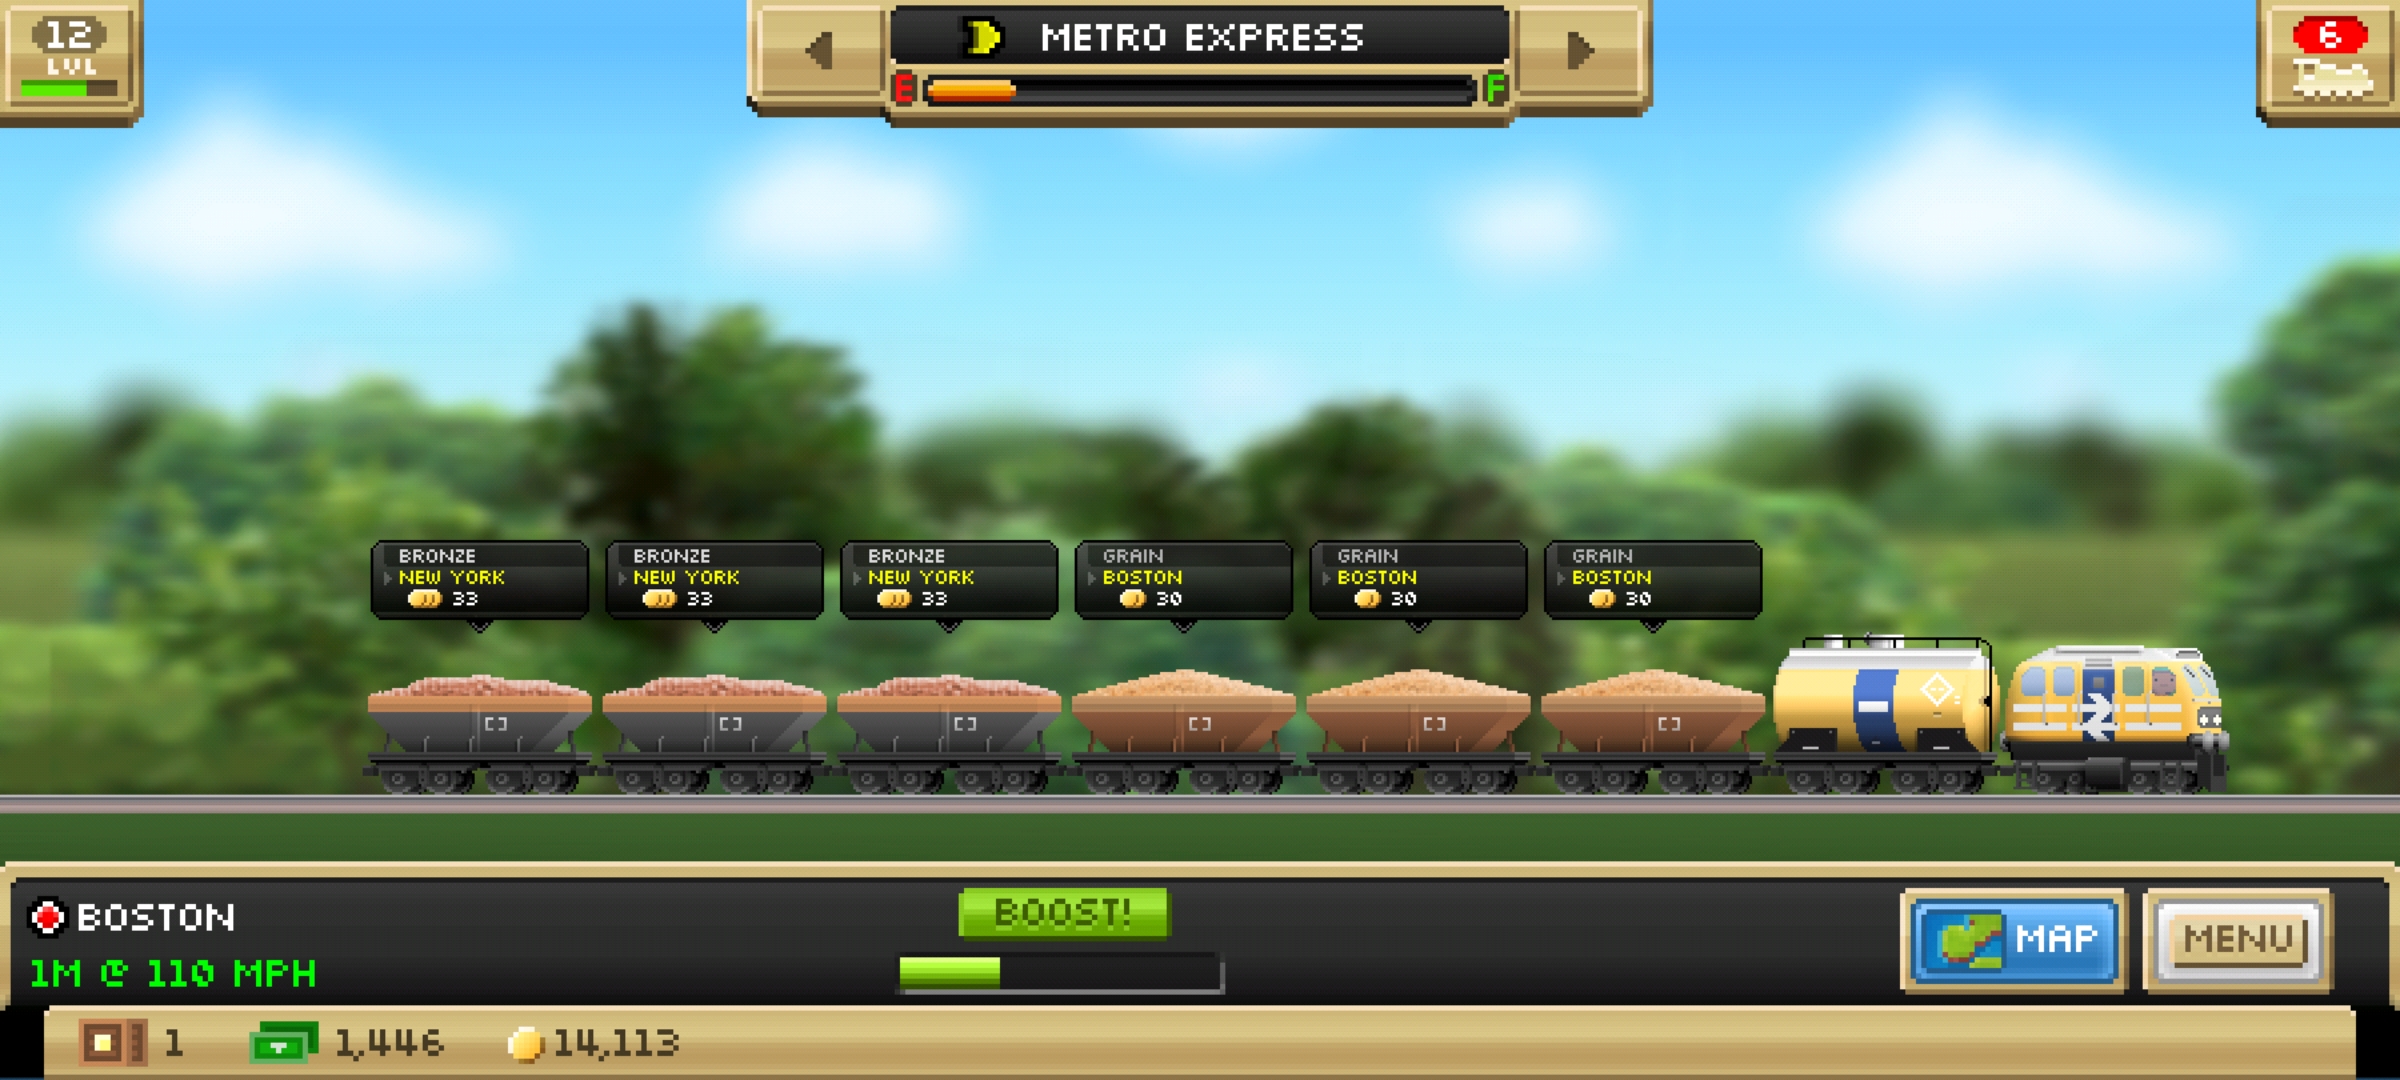 12
LVL
METRO EXPRESS
E F
6
BRONZE
NEW YORK
33
BRONZE
NEW YORK
33
BRONZE
NEW YORK
33
GRAIN
BOSTON
30
GRAIN
BOSTON
30
GRAIN
BOSTON
30
BOSTON
1M @ 110 MPH
BOOST!
MAP
MENU
1
1,446
14,113